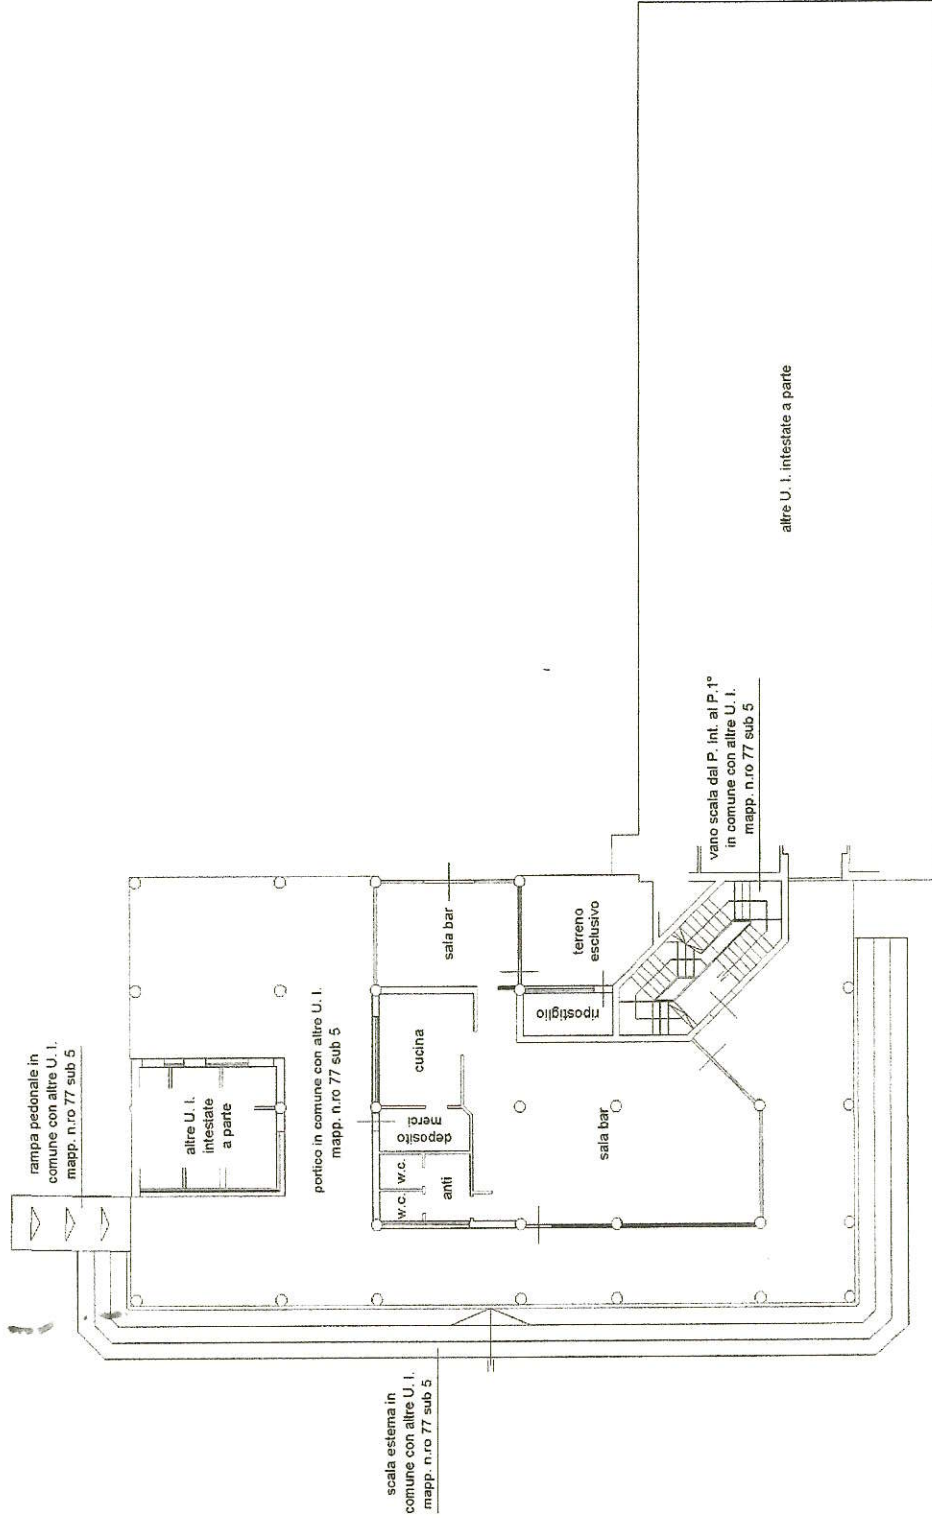 rampa pedonale in
comune con altre U. I.
mapp. n.ro 77 sub 5
altre U. I.
intestate
a parte
portico in comune con altre U. I.
mapp. n.ro 77 sub 5
w.c.
w.c.
anti
deposito
merci
cucina
sala bar
ripostiglio
terreno
esclusivo
sala bar
scala esterna in
comune con altre U. I.
mapp. n.ro 77 sub 5
vano scala dal P. Int. al P.1°
in comune con altre U. I.
mapp. n.ro 77 sub 5
altre U. I. intestate a parte